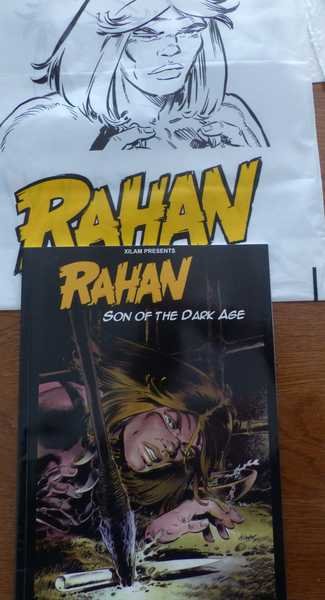 RAHAN
XILAM PRESENTS
RAHAN
SON OF THE DARK AGE